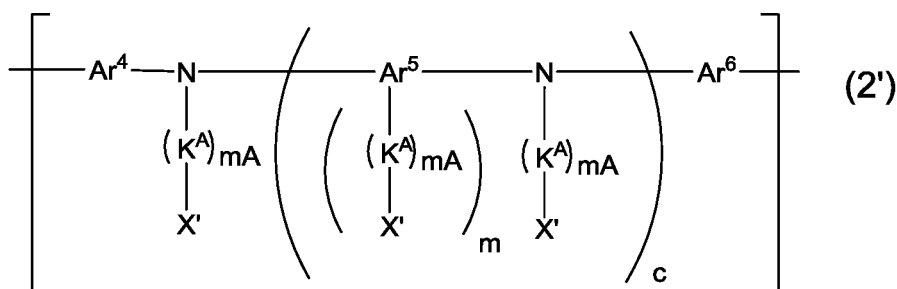 Ar⁴ N Ar⁵ N Ar⁶ (2')
(Kᴬ)mA ( (Kᴬ)mA (Kᴬ)mA
X' X' )m X' )c